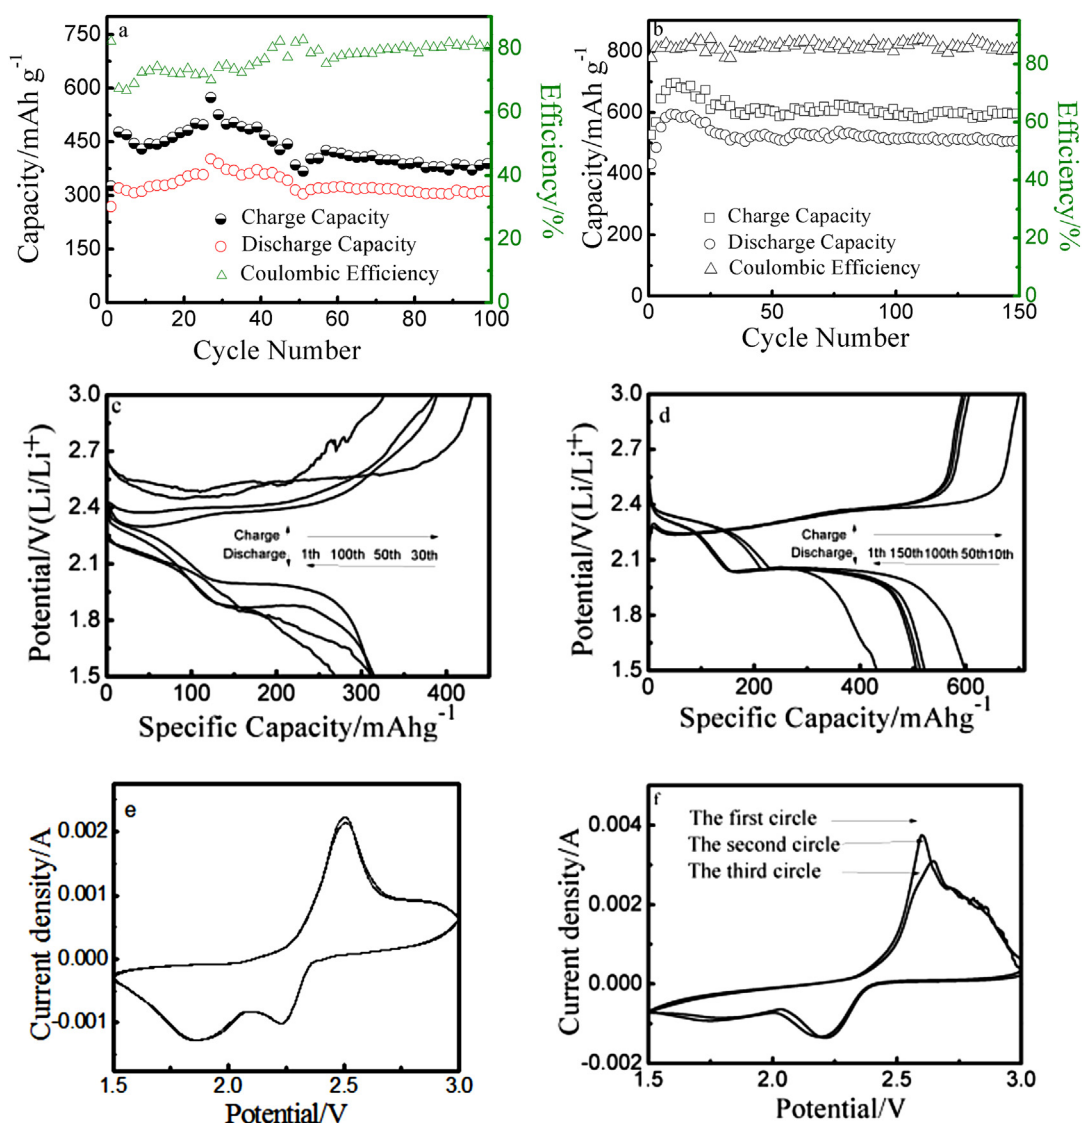 a
750
600
450
300
150
0
Capacity/mAh g-1
80
60
40
20
0
Efficiency/%
Charge Capacity
Discharge Capacity
Coulombic Efficiency
0 20 40 60 80 100
Cycle Number
b
800
600
400
200
0
Capacity/mAh g-1
80
60
40
20
0
Efficiency/%
Charge Capacity
Discharge Capacity
Coulombic Efficiency
0 50 100 150
Cycle Number
c
3.0
2.7
2.4
2.1
1.8
1.5
Potential/V(Li/Li+)
Charge
Discharge 1th 100th 50th 30th
0 100 200 300 400
Specific Capacity/mAhg-1
d
3.0
2.7
2.4
2.1
1.8
1.5
Potential/V(Li/Li+)
Charge
Discharge 1th 150th 100th 50th 10th
0 200 400 600
Specific Capacity/mAhg-1
e
0.002
0.001
0.000
-0.001
Current density/A
1.5 2.0 2.5 3.0
Potential/V
f
The first circle
The second circle
The third circle
0.004
0.002
0.000
-0.002
Current density/A
1.5 2.0 2.5 3.0
Potential/V